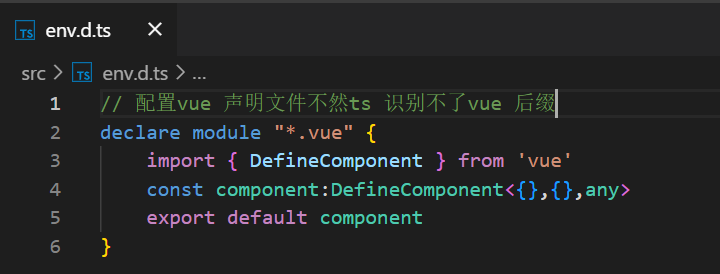 TS env.d.ts ×
src > TS env.d.ts > ...
1 // 配置vue 声明文件不然ts 识别不了vue 后缀
2 declare module "*.vue" {
3     import { DefineComponent } from 'vue'
4     const component:DefineComponent<{},{},any>
5     export default component
6 }